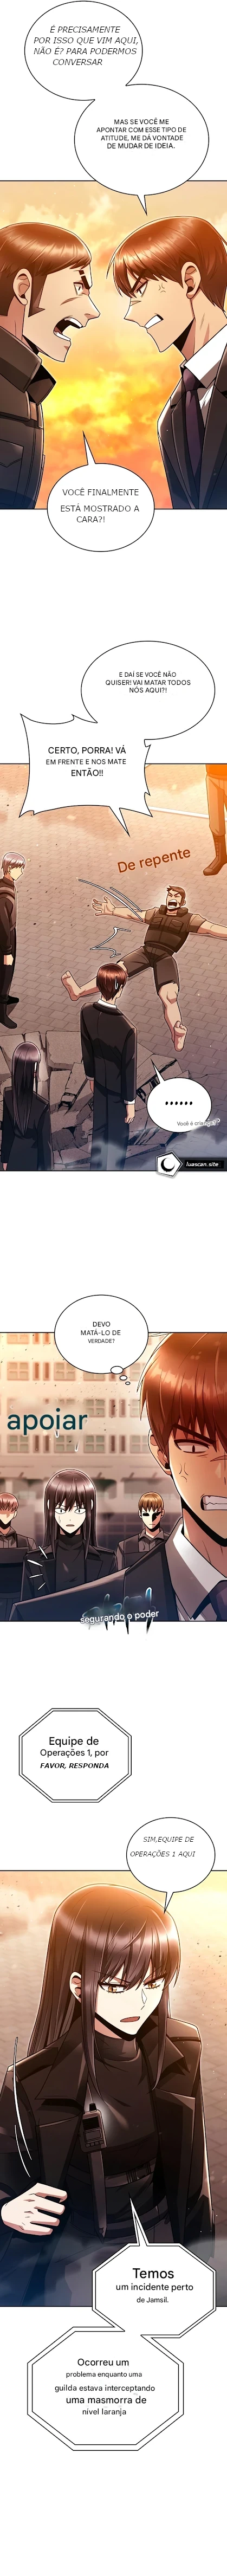 É PRECISAMENTE
POR ISSO QUE VIM AQUI,
NÃO É? PARA PODERMOS
CONVERSAR
MAS SE VOCÊ ME
APONTAR COM ESSE TIPO DE
ATITUDE, ME DÁ VONTADE
DE MUDAR DE IDEIA.
VOCÊ FINALMENTE
ESTÁ MOSTRADO A
CARA?!
E DAÍ SE VOCÊ NÃO
QUISER! VAI MATAR TODOS
NÓS AQUI?!
CERTO, PORRA! VÁ
EM FRENTE E NOS MATE
ENTÃO!!
De repente
......
Você é criança?
luascan.site
DEVO
MATÁ-LO DE
VERDADE?
apoiar
segurando o poder
Equipe de
Operações 1, por
FAVOR, RESPONDA
SIM,EQUIPE DE
OPERAÇÕES 1 AQUI
Temos
um incidente perto
de Jamsil.
Ocorreu um
problema enquanto uma
guilda estava interceptando
uma masmorra de
nível laranja